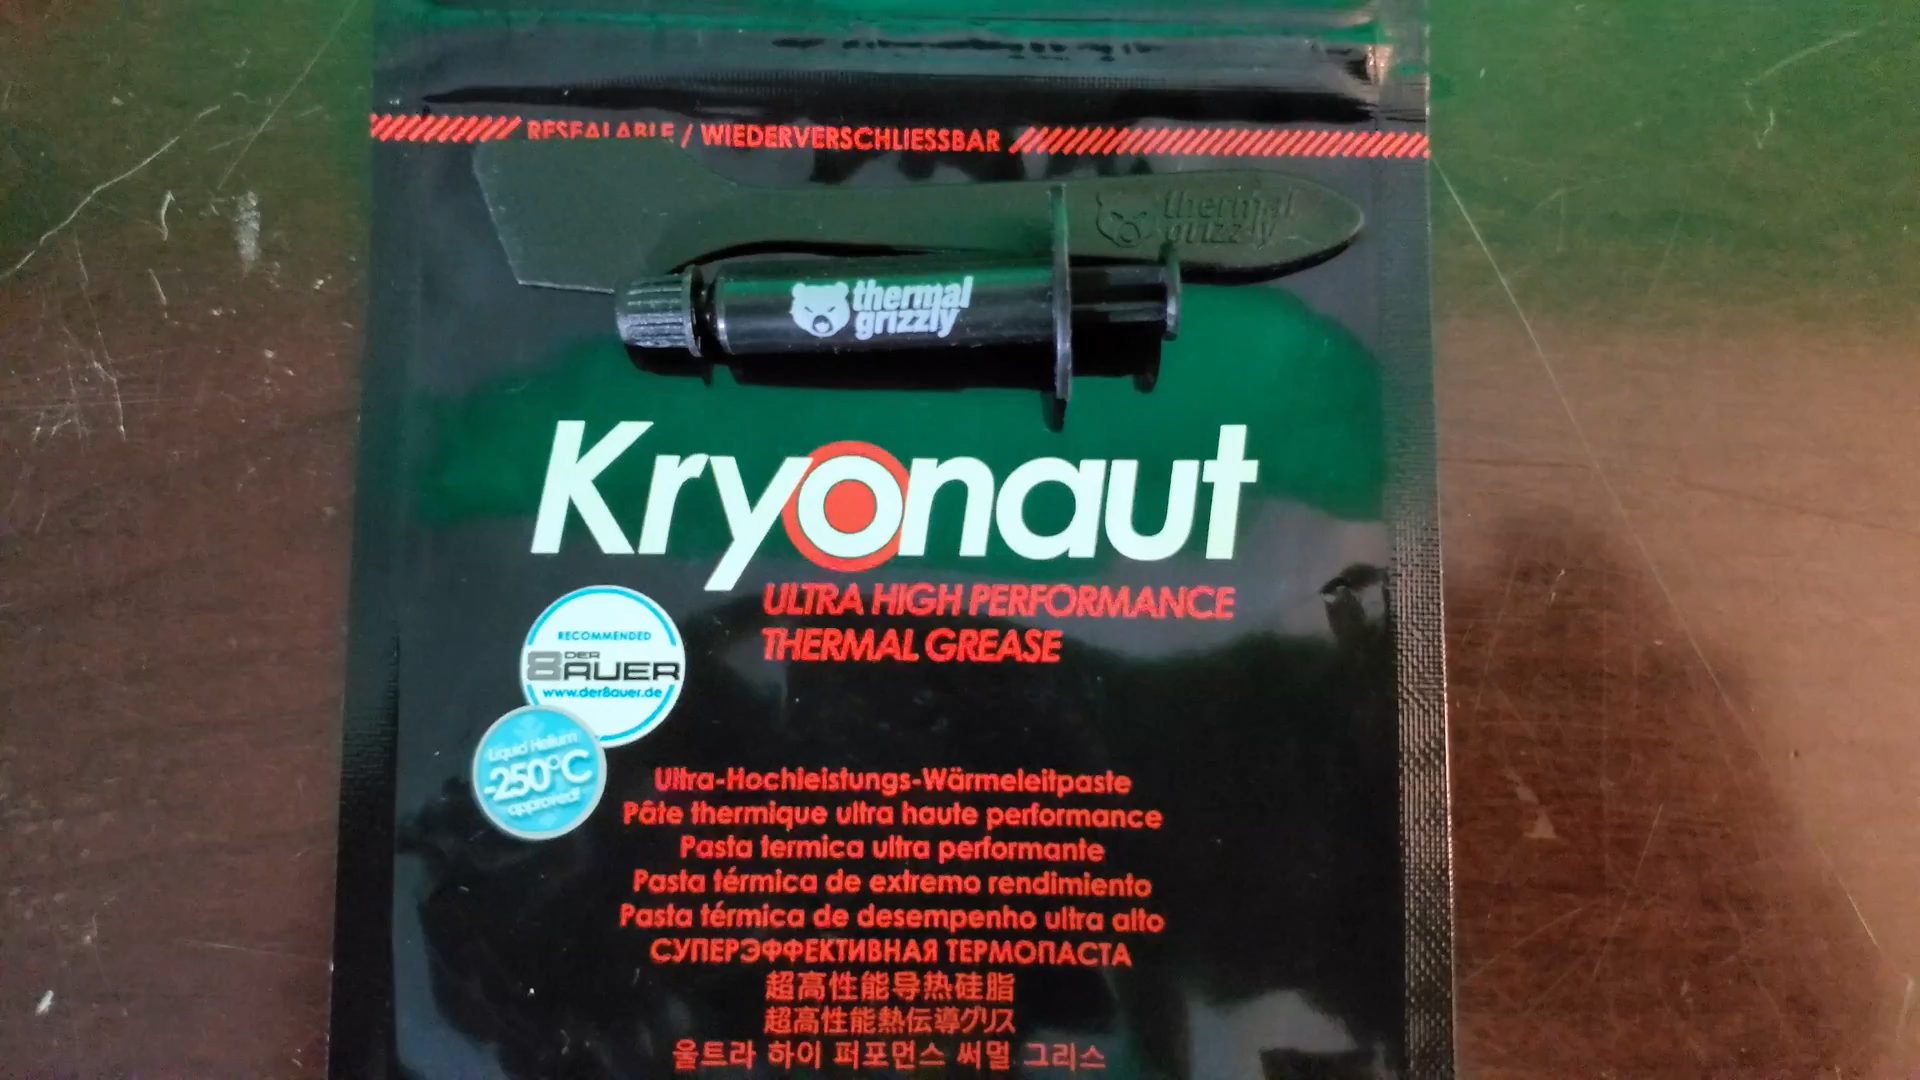 RESEALABLE / WIEDERVERSCHLIESSBAR
thermal
grizzly
thermal
grizzly
Kryonaut
ULTRA HIGH PERFORMANCE
THERMAL GREASE
RECOMMENDED
DER
8AUER
www.der8auer.de
Liquid Helium
-250°C
approved!
Ultra-Hochleistungs-Wärmeleitpaste
Pâte thermique ultra haute performance
Pasta termica ultra performante
Pasta térmica de extremo rendimiento
Pasta térmica de desempenho ultra alto
СУПЕРЭФФЕКТИВНАЯ ТЕРМОПАСТА
超高性能导热硅脂
超高性能熱伝導グリス
울트라 하이 퍼포먼스 써멀 그리스